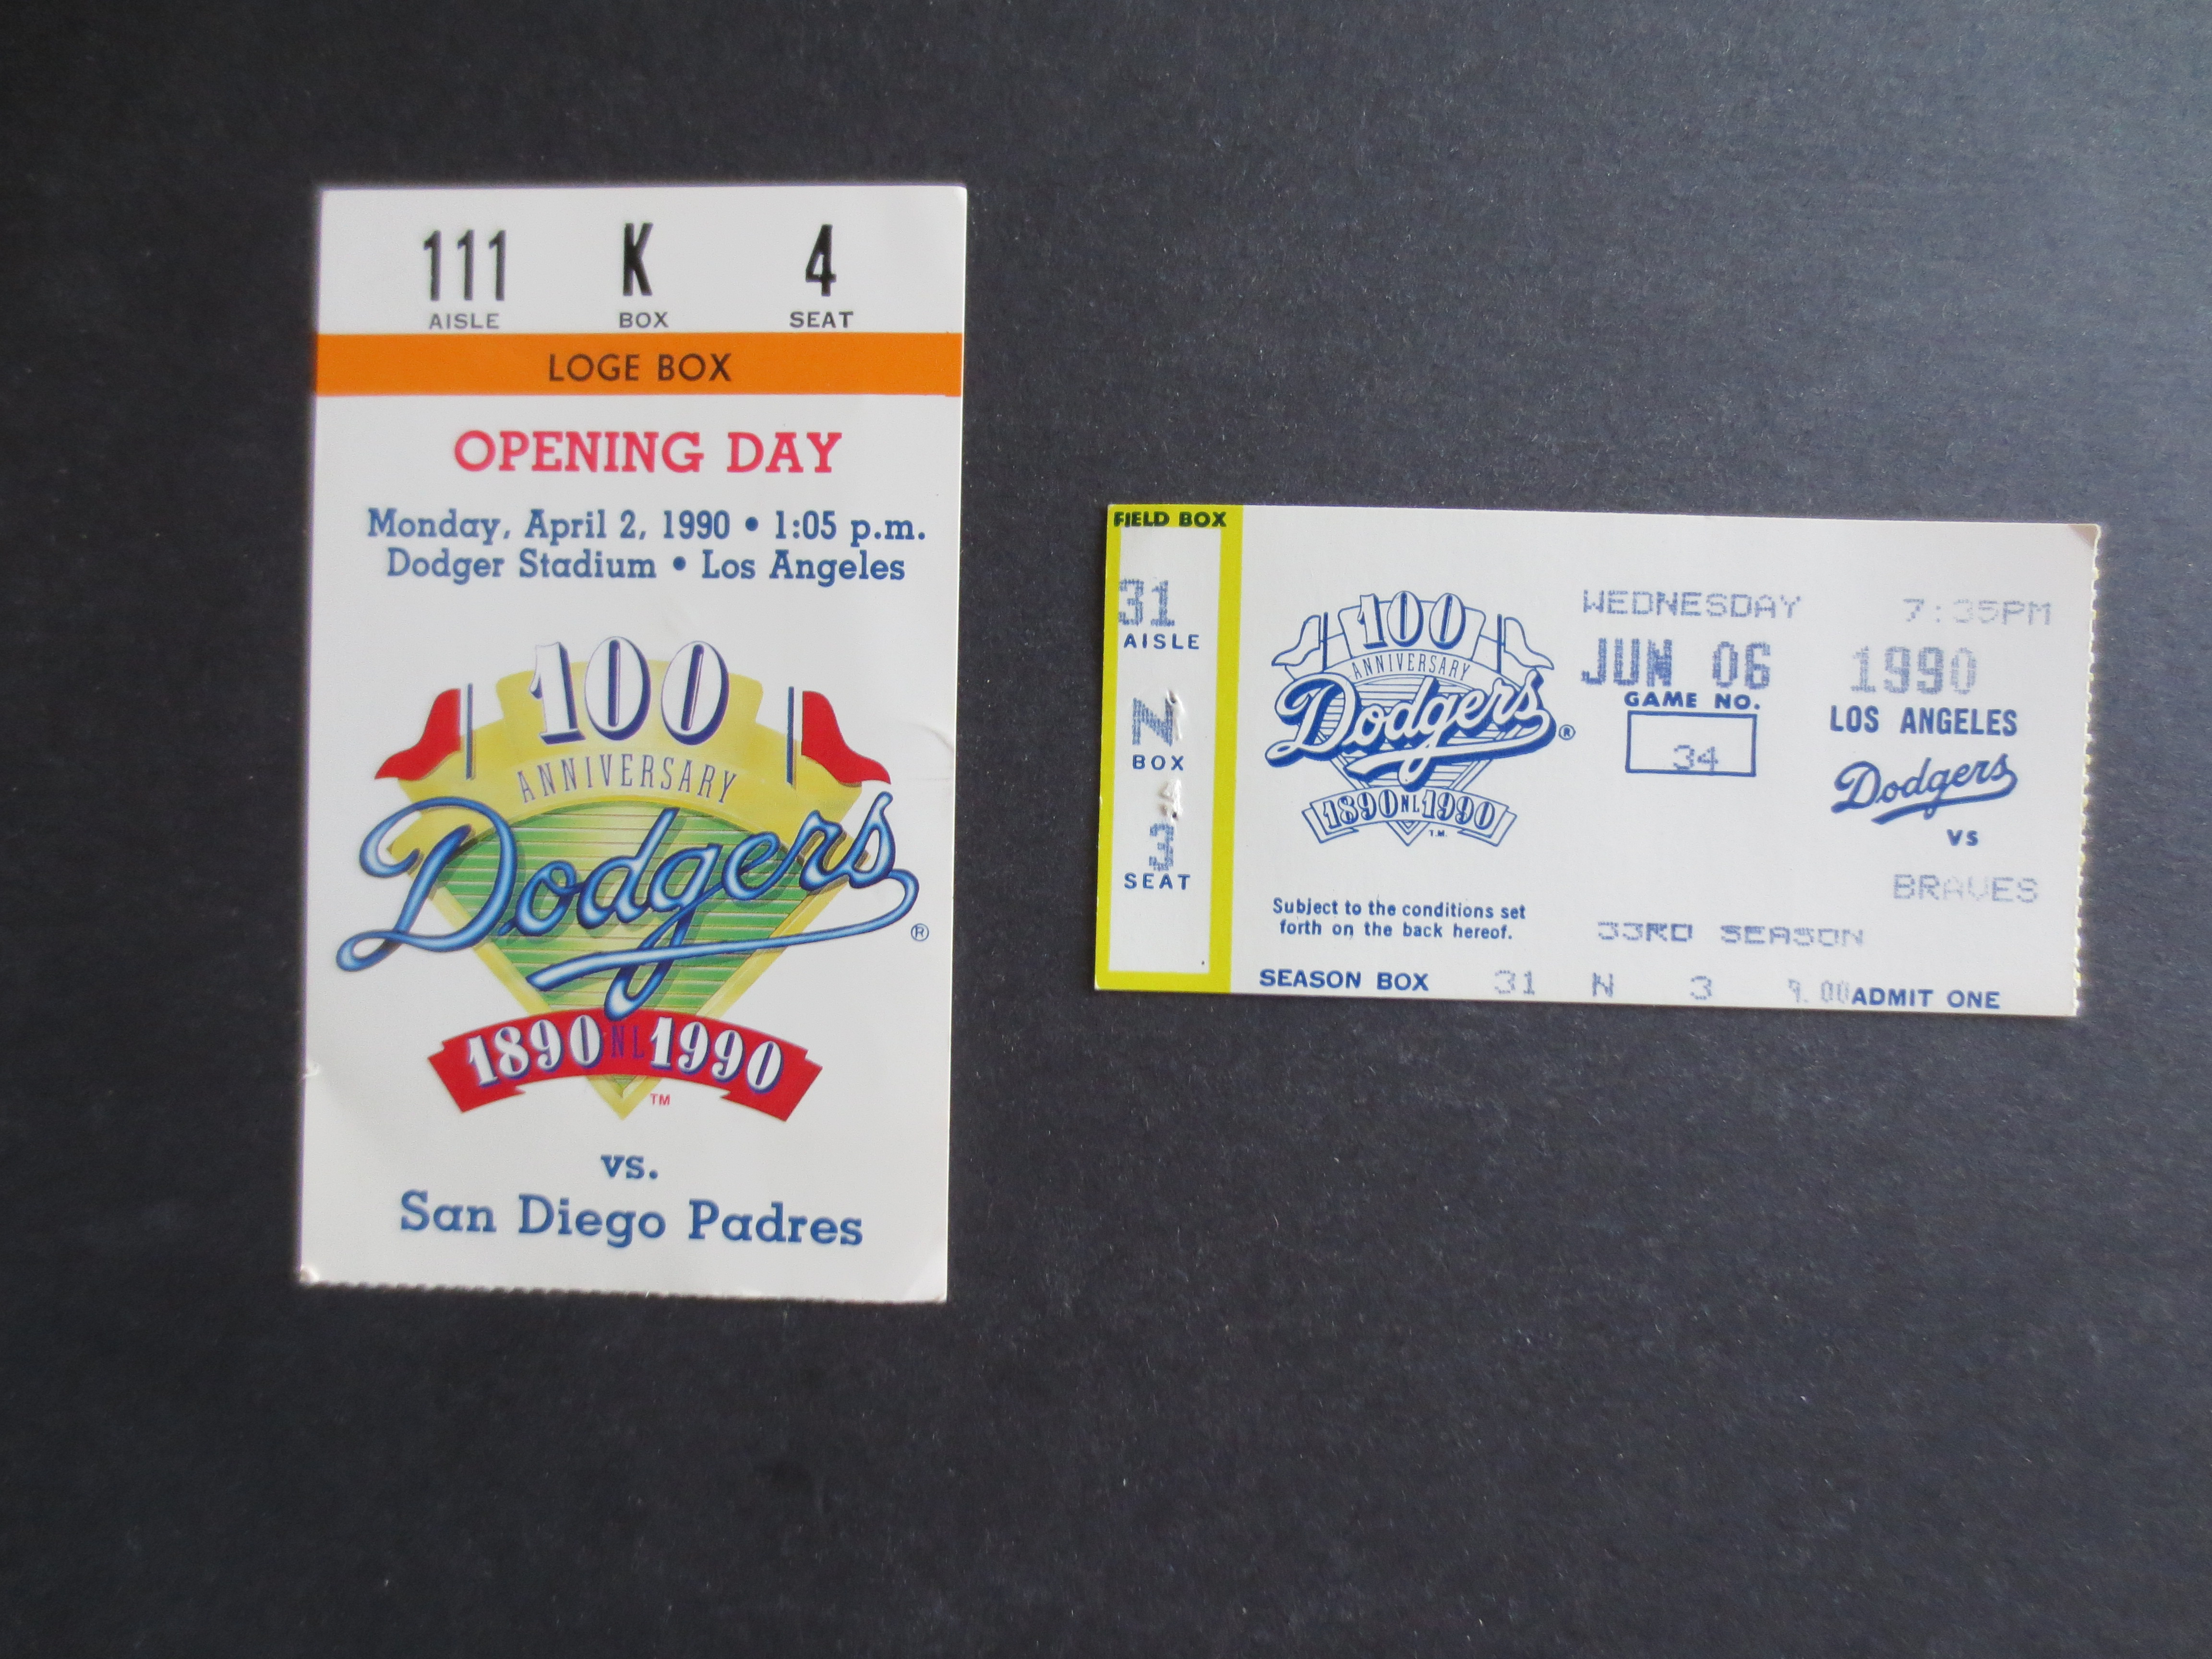 111 K 4
AISLE BOX SEAT
LOGE BOX
OPENING DAY
Monday, April 2, 1990 • 1:05 p.m.
Dodger Stadium • Los Angeles
100
ANNIVERSARY
Dodgers®
1890 NL 1990
TM
vs.
San Diego Padres
FIELD BOX
31
AISLE
N
BOX
3
SEAT
100
ANNIVERSARY
Dodgers®
1890 NL 1990
T.M.
Subject to the conditions set
forth on the back hereof.
WEDNESDAY 7:35PM
JUN 06 1990
GAME NO.
34
LOS ANGELES
Dodgers
VS
BRAVES
33RD SEASON
SEASON BOX 31 N 3 9.00 ADMIT ONE